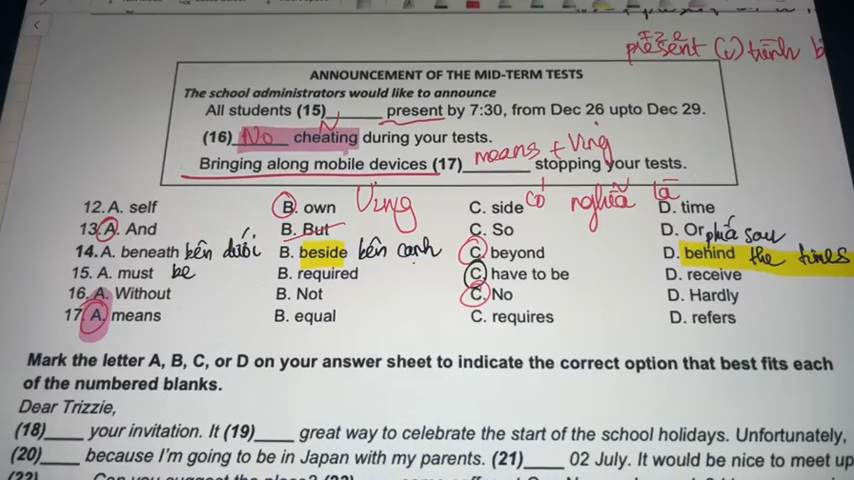 present (v) trình b
ANNOUNCEMENT OF THE MID-TERM TESTS
The school administrators would like to announce
All students (15)______ present by 7:30, from Dec 26 upto Dec 29.
N
(16) No cheating during your tests.
means + Ving
Bringing along mobile devices (17)________ stopping your tests.
Ving có nghĩa là
12.A. self B. own C. side D. time
13.A. And B. But C. So D. Or phía sau
14.A. beneath bên dưới B. beside bên cạnh C. beyond D. behind the times
15.A. must be B. required C. have to be D. receive
16.A. Without B. Not C. No D. Hardly
17.A. means B. equal C. requires D. refers
Mark the letter A, B, C, or D on your answer sheet to indicate the correct option that best fits each
of the numbered blanks.
Dear Trizzie,
(18)____ your invitation. It (19)____ great way to celebrate the start of the school holidays. Unfortunately,
(20)____ because I'm going to be in Japan with my parents. (21)____ 02 July. It would be nice to meet up